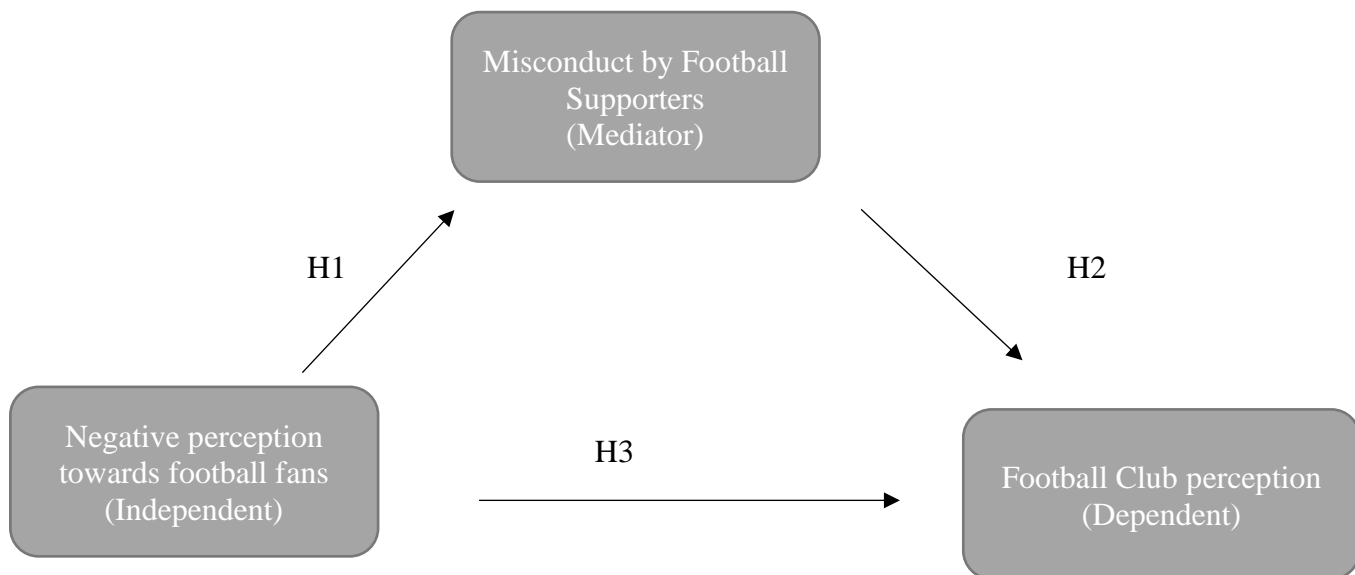 Misconduct by Football
Supporters
(Mediator)
H1
H2
Negative perception
towards football fans
(Independent)
H3
Football Club perception
(Dependent)